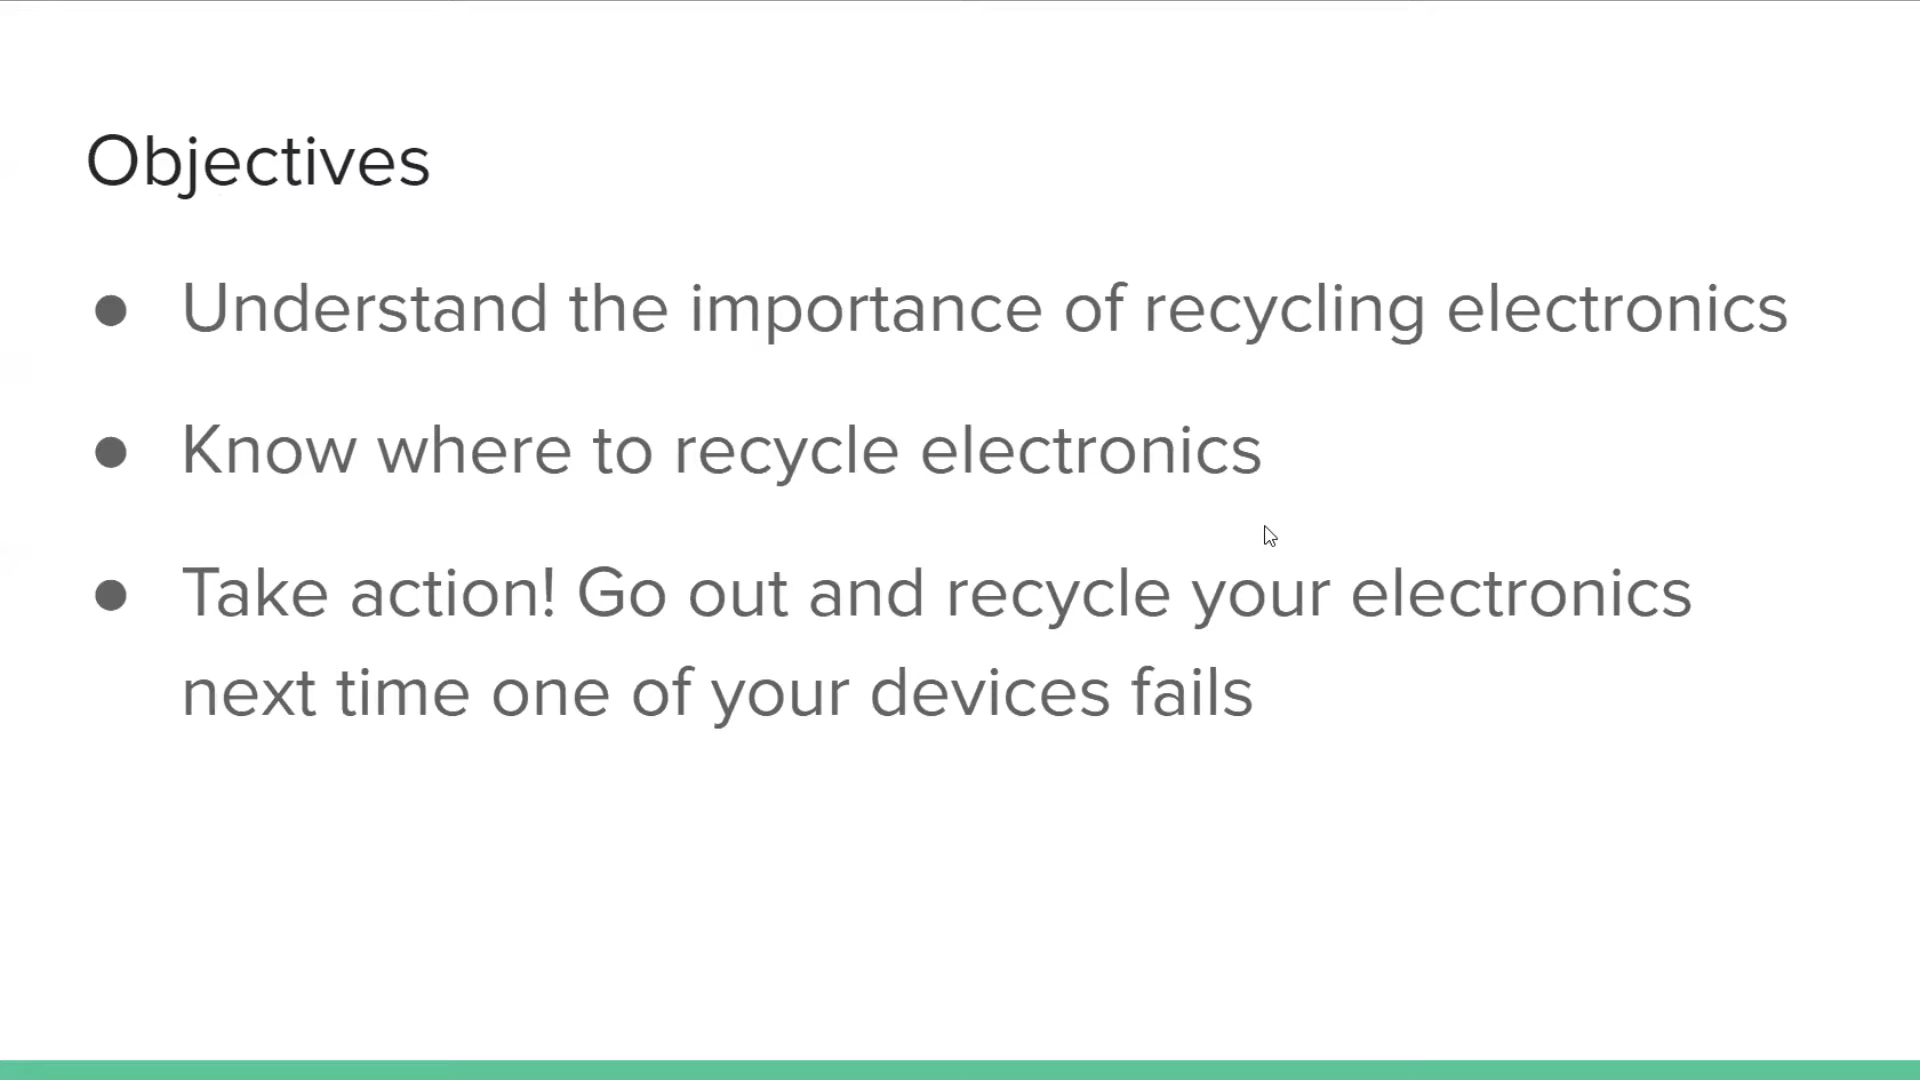 Objectives
● Understand the importance of recycling electronics
● Know where to recycle electronics
● Take action! Go out and recycle your electronics
next time one of your devices fails